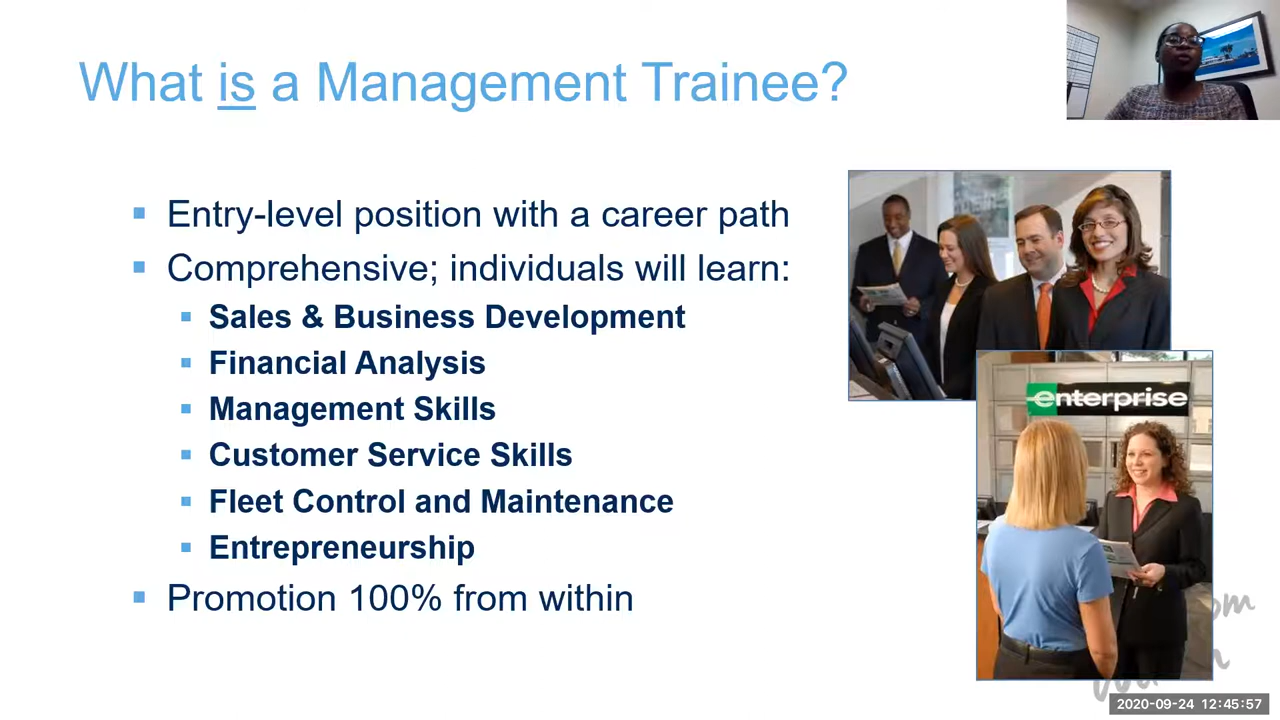 What is a Management Trainee?
Entry-level position with a career path
Comprehensive; individuals will learn:
Sales & Business Development
Financial Analysis
Management Skills
Customer Service Skills
Fleet Control and Maintenance
Entrepreneurship
Promotion 100% from within
enterprise
2020-09-24 12:45:57